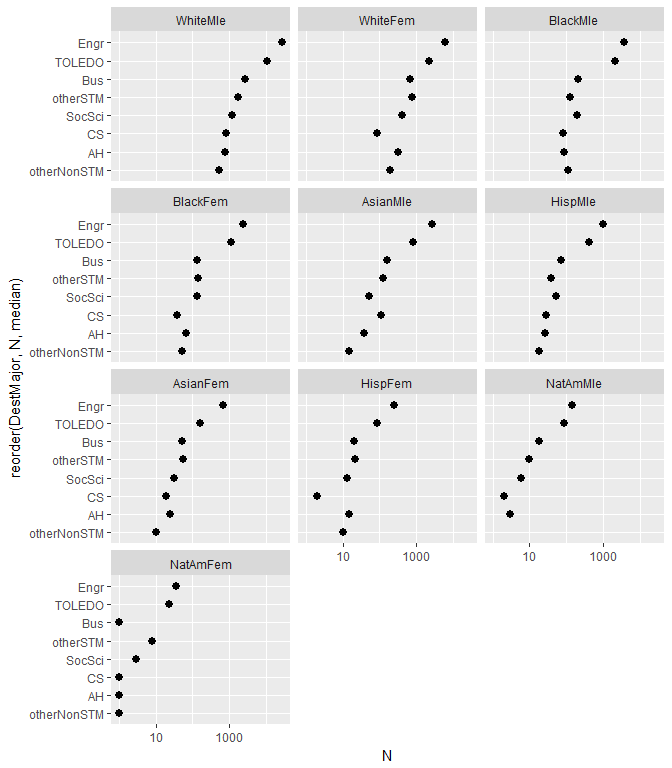 WhiteMle WhiteFem BlackMle
Engr
TOLEDO
Bus
otherSTM
SocSci
CS
AH
otherNonSTM
BlackFem AsianMle HispMle
Engr
TOLEDO
Bus
otherSTM
SocSci
CS
AH
otherNonSTM
AsianFem HispFem NatAmMle
Engr
TOLEDO
Bus
otherSTM
SocSci
CS
AH
otherNonSTM
10 1000 10 1000
NatAmFem
Engr
TOLEDO
Bus
otherSTM
SocSci
CS
AH
otherNonSTM
10 1000
N
reorder(DestMajor, N, median)